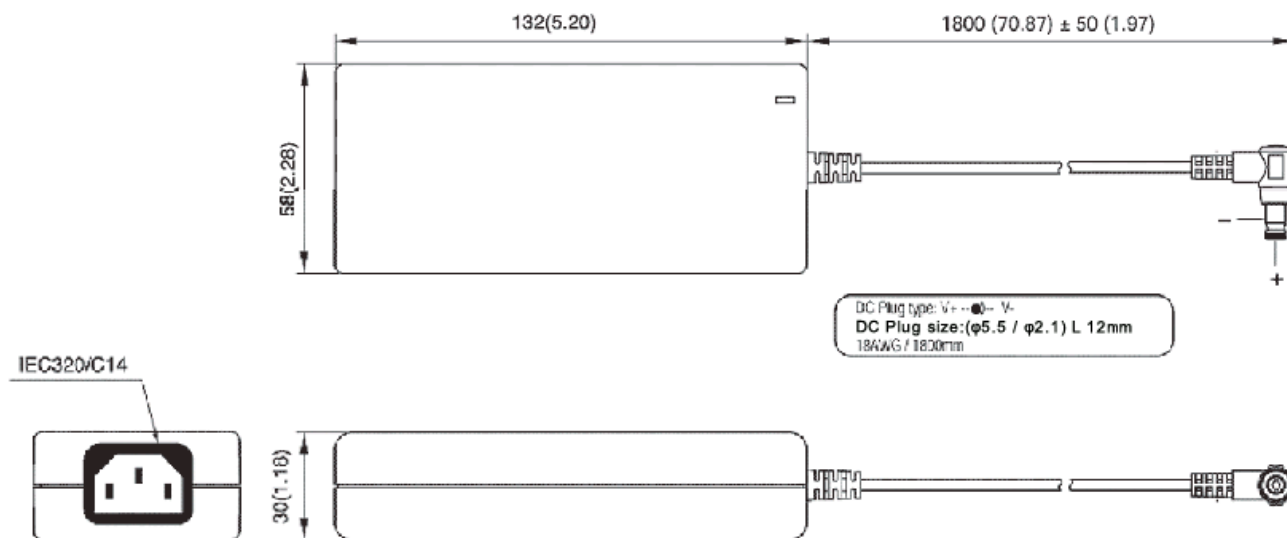 132(5.20)
1800 (70.87) ± 50 (1.97)
58(2.28)
-
+
DC Plug type: V+ --●)-- V-
DC Plug size:(φ5.5 / φ2.1) L 12mm
18AWG / 1800mm
IEC320/C14
30(1.18)